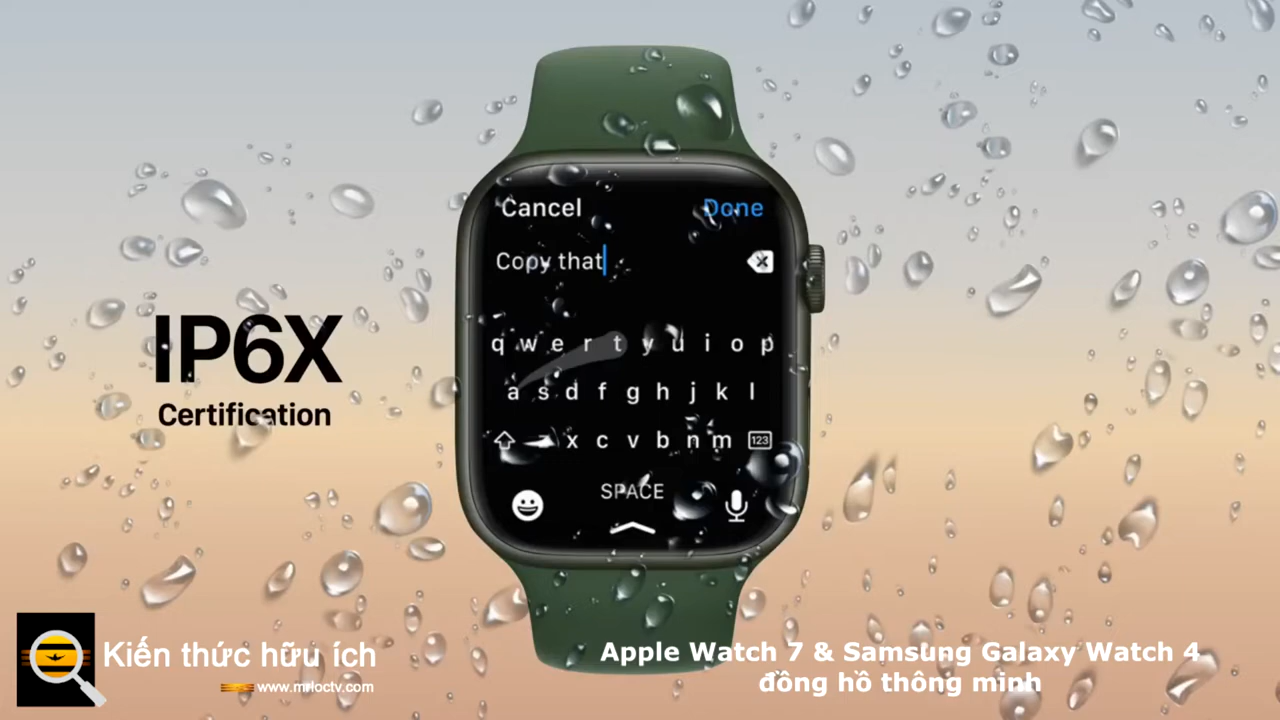 Cancel Done
Copy that
IP6X
Certification
q w e r t y u i o p
a s d f g h j k l
z x c v b n m 123
SPACE
Kiến thức hữu ích
www.mrloctv.com
Apple Watch 7 & Samsung Galaxy Watch 4
đồng hồ thông minh